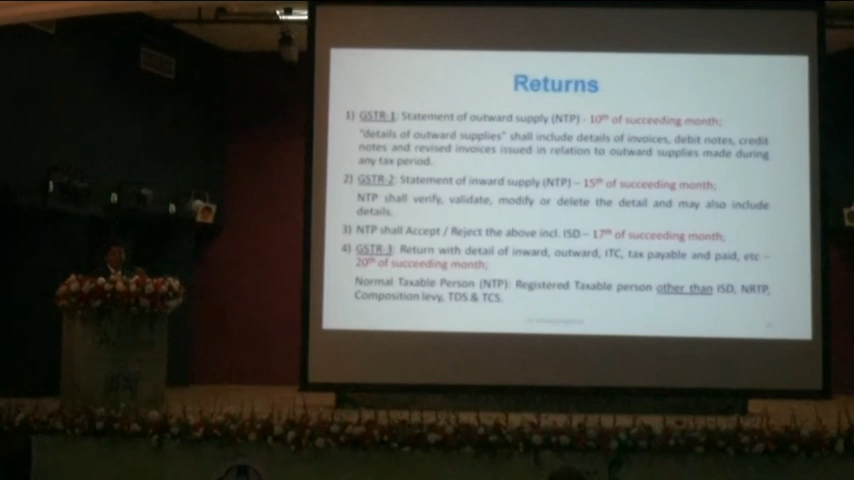 Returns
1) GSTR-1: Statement of outward supply (NTP) - 10th of succeeding month;
"details of outward supplies" shall include details of invoices, debit notes, credit
notes and revised invoices issued in relation to outward supplies made during
any tax period.
2) GSTR-2: Statement of inward supply (NTP) – 15th of succeeding month;
NTP shall verify, validate, modify or delete the detail and may also include
details.
3) NTP shall Accept / Reject the above incl. ISD – 17th of succeeding month;
4) GSTR-3: Return with detail of inward, outward, ITC, tax payable and paid, etc –
20th of succeeding month;
Normal Taxable Person (NTP): Registered Taxable person other than ISD, NRTP,
Composition levy, TDS & TCS.